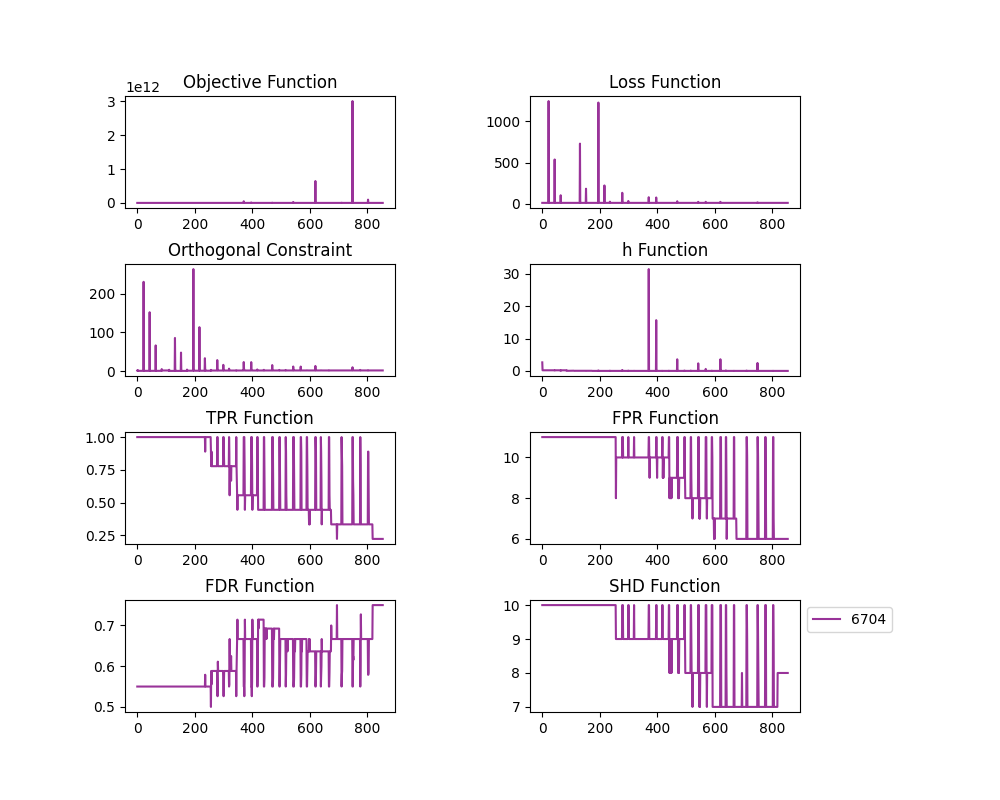 Objective Function
Loss Function
1e12
3
2
1
0
0 200 400 600 800
1000
500
0
0 200 400 600 800
Orthogonal Constraint
h Function
200
100
0
0 200 400 600 800
30
20
10
0
0 200 400 600 800
TPR Function
FPR Function
1.00
0.75
0.50
0.25
0 200 400 600 800
10
8
6
0 200 400 600 800
FDR Function
SHD Function
0.7
0.6
0.5
0 200 400 600 800
10
9
8
7
0 200 400 600 800
6704